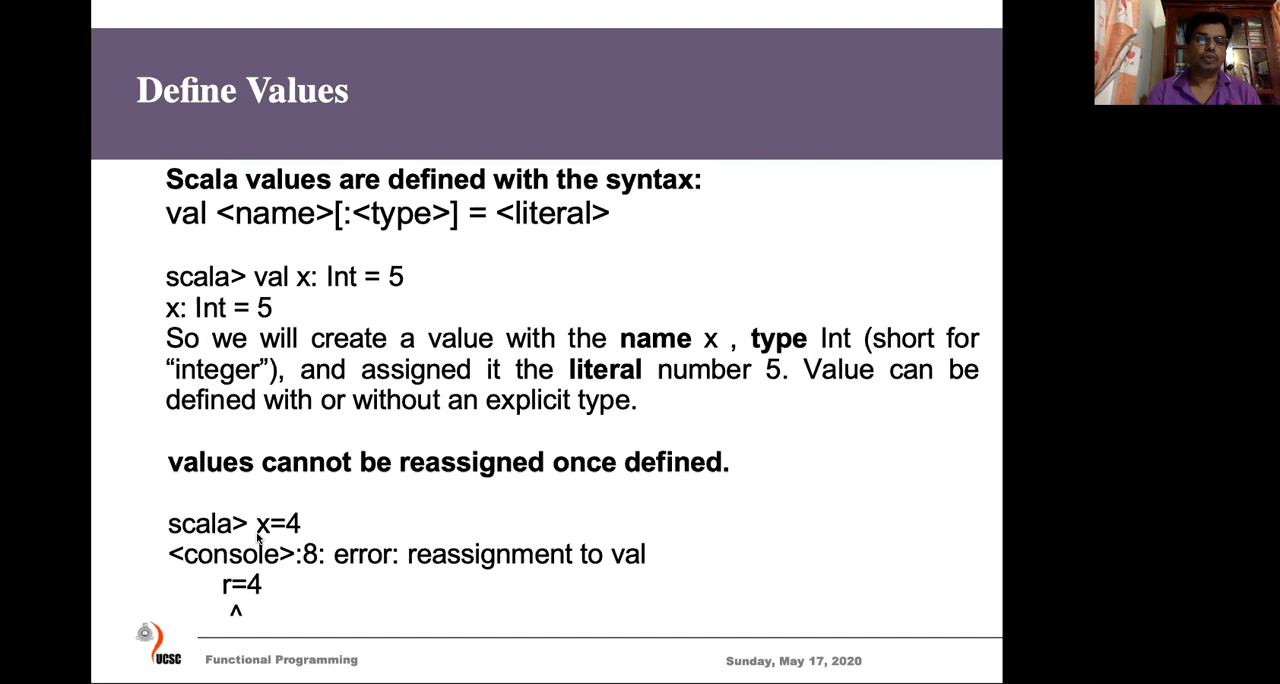 Define Values
Scala values are defined with the syntax:
val <name>[:<type>] = <literal>
scala> val x: Int = 5
x: Int = 5
So we will create a value with the name x , type Int (short for
“integer”), and assigned it the literal number 5. Value can be
defined with or without an explicit type.
values cannot be reassigned once defined.
scala> x=4
<console>:8: error: reassignment to val
r=4
^
UCSC
Functional Programming
Sunday, May 17, 2020